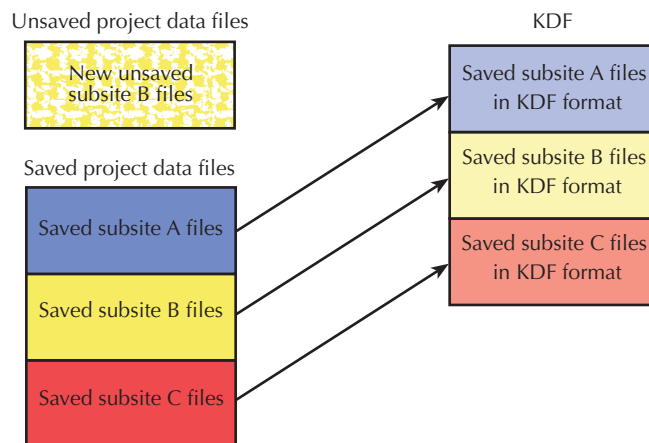 Unsaved project data files
New unsaved
subsite B files
Saved project data files
Saved subsite A files
Saved subsite B files
Saved subsite C files
KDF
Saved subsite A files
in KDF format
Saved subsite B files
in KDF format
Saved subsite C files
in KDF format